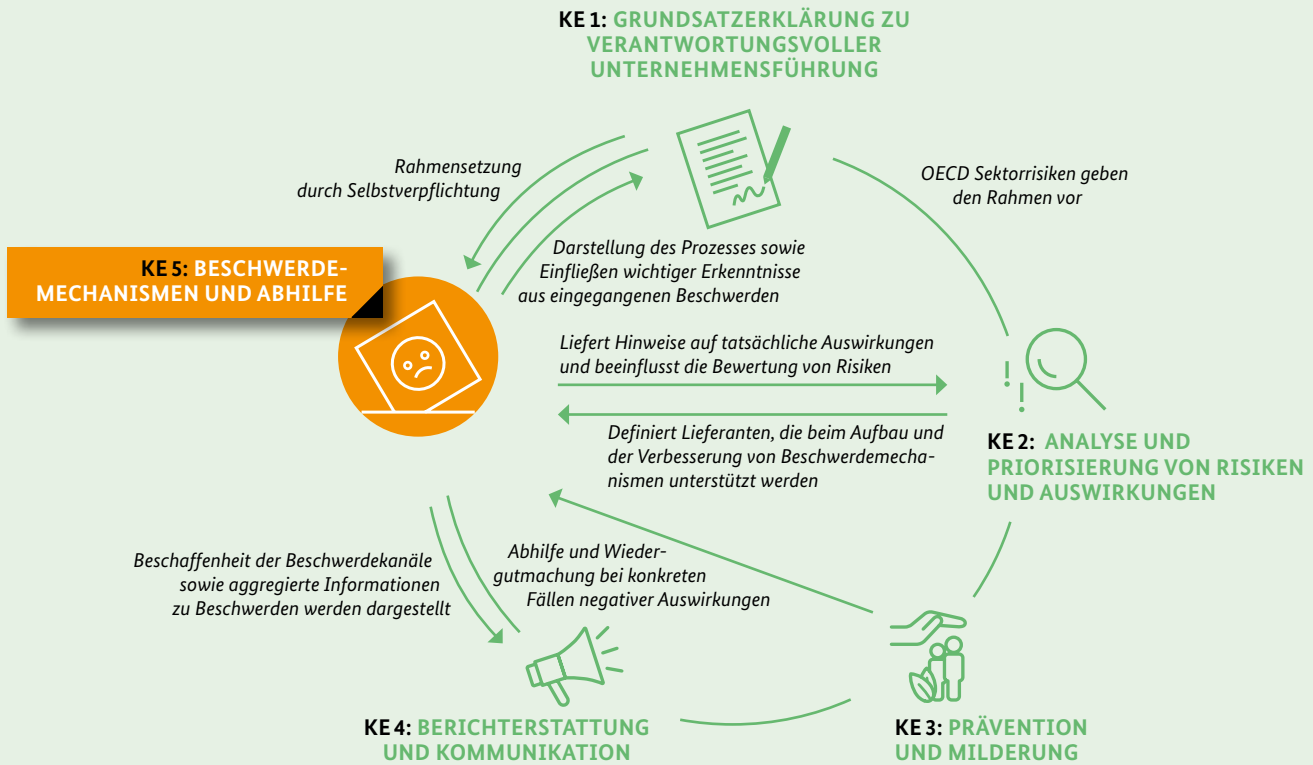 KE 1: GRUNDSATZERKLÄRUNG ZU
VERANTWORTUNGSVOLLER
UNTERNEHMENSFÜHRUNG
Rahmensetzung
durch Selbstverpflichtung
OECD Sektorrisiken geben
den Rahmen vor
Darstellung des Prozesses sowie
Einfließen wichtiger Erkenntnisse
aus eingegangenen Beschwerden
KE 5: BESCHWERDE-
MECHANISMEN UND ABHILFE
Liefert Hinweise auf tatsächliche Auswirkungen
und beeinflusst die Bewertung von Risiken
Definiert Lieferanten, die beim Aufbau und
der Verbesserung von Beschwerdemecha-
nismen unterstützt werden
KE 2: ANALYSE UND
PRIORISIERUNG VON RISIKEN
UND AUSWIRKUNGEN
Beschaffenheit der Beschwerdekanäle
sowie aggregierte Informationen
zu Beschwerden werden dargestellt
Abhilfe und Wieder-
gutmachung bei konkreten
Fällen negativer Auswirkungen
KE 4: BERICHTERSTATTUNG
UND KOMMUNIKATION
KE 3: PRÄVENTION
UND MILDERUNG